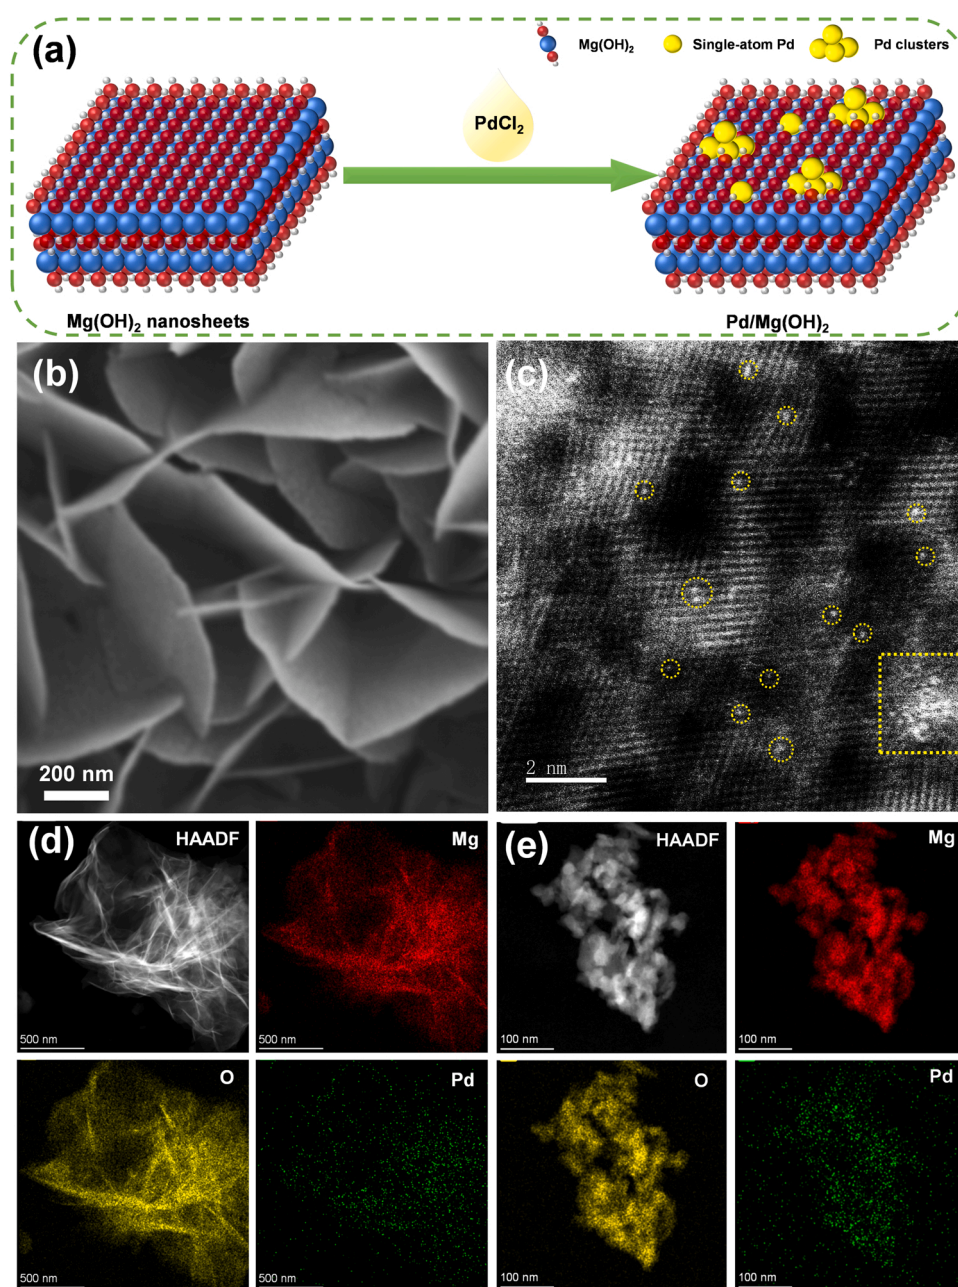 (a)
Mg(OH)₂
Single-atom Pd
Pd clusters
PdCl₂
Mg(OH)₂ nanosheets
Pd/Mg(OH)₂
(b)
200 nm
(c)
2 nm
(d)
HAADF
500 nm
Mg
500 nm
(e)
HAADF
100 nm
Mg
100 nm
O
500 nm
Pd
500 nm
O
100 nm
Pd
100 nm